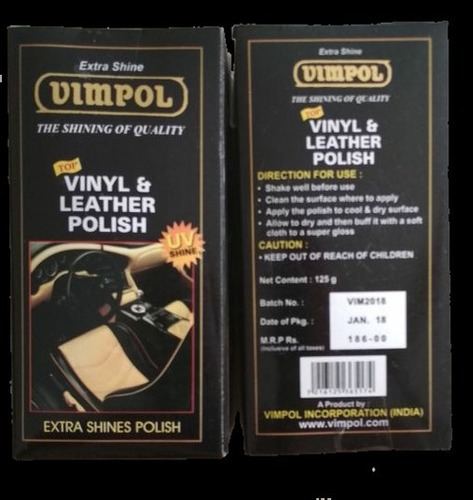 Extra Shine
VIMPOL
THE SHINING OF QUALITY
TOP
VINYL &
LEATHER
POLISH
UV
SHINE
EXTRA SHINES POLISH
Extra Shine
VIMPOL
THE SHINING OF QUALITY
TOP
VINYL &
LEATHER
POLISH
DIRECTION FOR USE :
• Shake well before use
• Clean the surface where to apply
• Apply the polish to cool & dry surface
• Allow to dry and then buff it with a soft
cloth to a super gloss
CAUTION :
• KEEP OUT OF REACH OF CHILDREN
Net Content : 125 g
Batch No. : VIM2018
Date of Pkg. : JAN. 18
M.R.P Rs. : 186-00
(Inclusive of all taxes)
A Product by :
VIMPOL INCORPORATION (INDIA)
www.vimpol.com